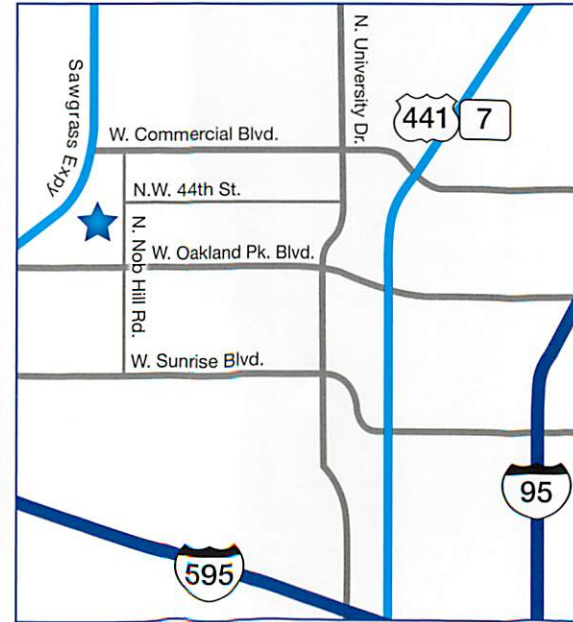 Sawgrass Expy
N. University Dr.
441
7
W. Commercial Blvd.
N.W. 44th St.
N. Nob Hill Rd.
W. Oakland Pk. Blvd.
W. Sunrise Blvd.
95
595